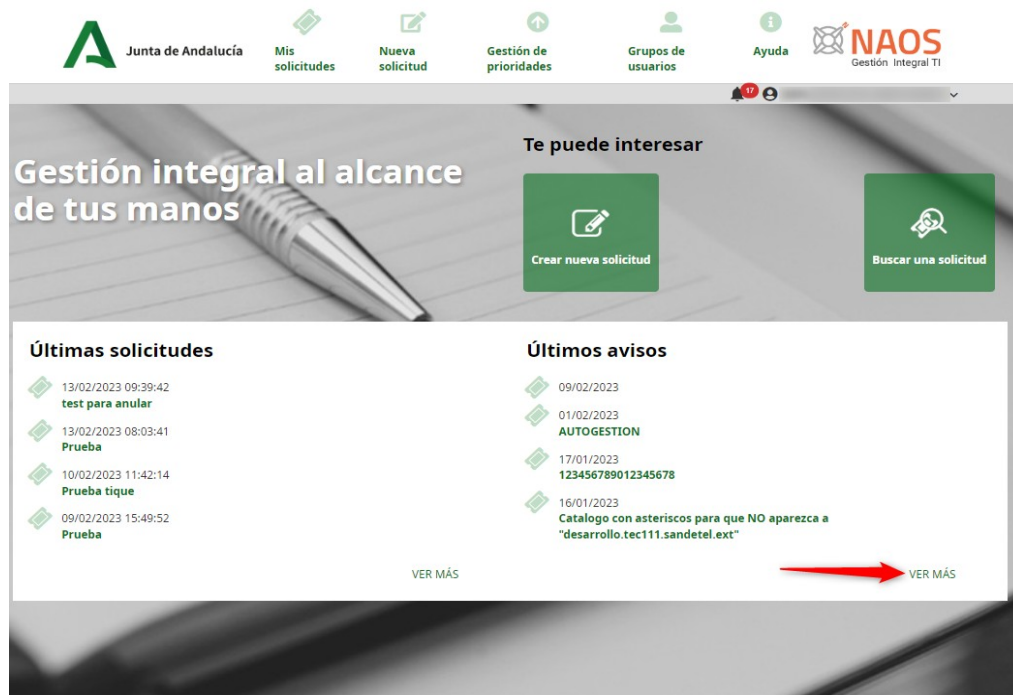 Junta de Andalucía
Mis
solicitudes
Nueva
solicitud
Gestión de
prioridades
Grupos de
usuarios
Ayuda
NAOS
Gestión Integral TI
17
Gestión integral al alcance
de tus manos
Te puede interesar
Crear nueva solicitud
Buscar una solicitud
Últimas solicitudes
13/02/2023 09:39:42
test para anular
13/02/2023 08:03:41
Prueba
10/02/2023 11:42:14
Prueba tique
09/02/2023 15:49:52
Prueba
VER MÁS
Últimos avisos
09/02/2023
01/02/2023
AUTOGESTION
17/01/2023
123456789012345678
16/01/2023
Catalogo con asteriscos para que NO aparezca a
"desarrollo.tec111.sandetel.ext"
VER MÁS